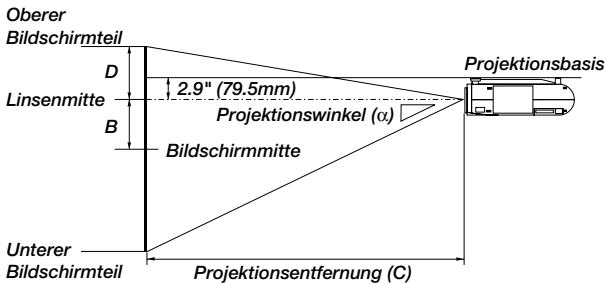 Oberer
Bildschirmteil
Projektionsbasis
D
2.9" (79.5mm)
Linsenmitte
Projektionswinkel (α)
B
Bildschirmmitte
Unterer
Bildschirmteil
Projektionsentfernung (C)